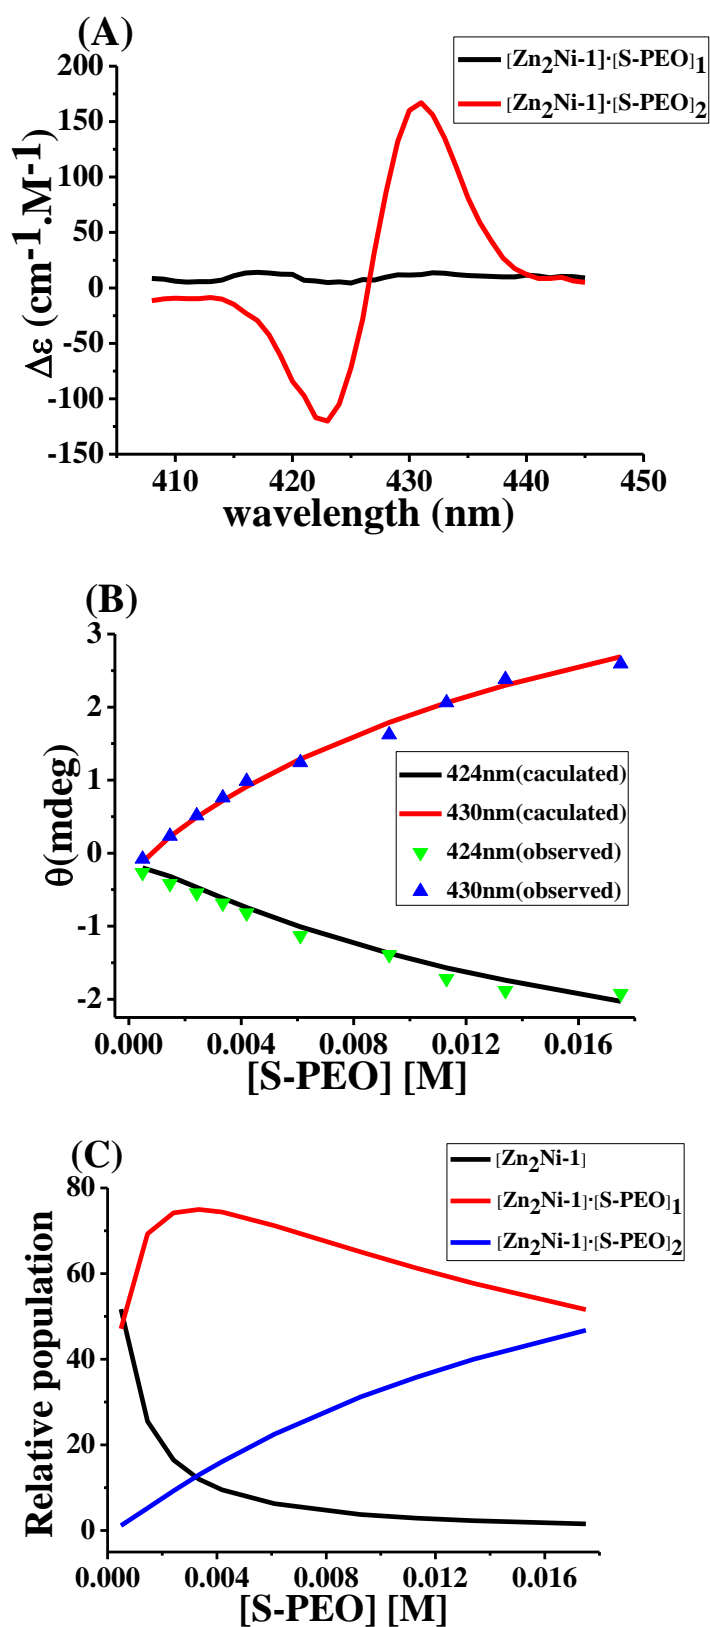 (A)
[Zn2Ni-1]·[S-PEO]1
[Zn2Ni-1]·[S-PEO]2
200
150
100
50
0
-50
-100
-150
Δε (cm-1.M-1)
410 420 430 440 450
wavelength (nm)
(B)
3
2
1
0
-1
-2
θ(mdeg)
424nm(caculated)
430nm(caculated)
424nm(observed)
430nm(observed)
0.000 0.004 0.008 0.012 0.016
[S-PEO] [M]
(C)
[Zn2Ni-1]
[Zn2Ni-1]·[S-PEO]1
[Zn2Ni-1]·[S-PEO]2
80
60
40
20
0
Relative population
0.000 0.004 0.008 0.012 0.016
[S-PEO] [M]